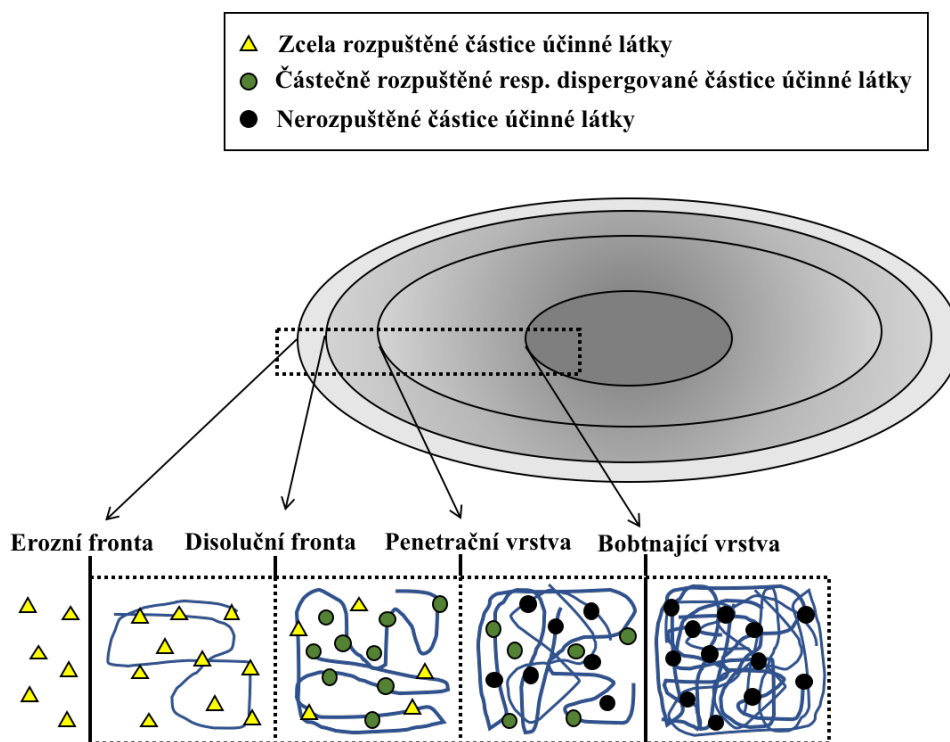 Zcela rozpuštěné částice účinné látky
Částečně rozpuštěné resp. dispergované částice účinné látky
Nerozpuštěné částice účinné látky
Erozní fronta
Disoluční fronta
Penetrační vrstva
Bobtnající vrstva